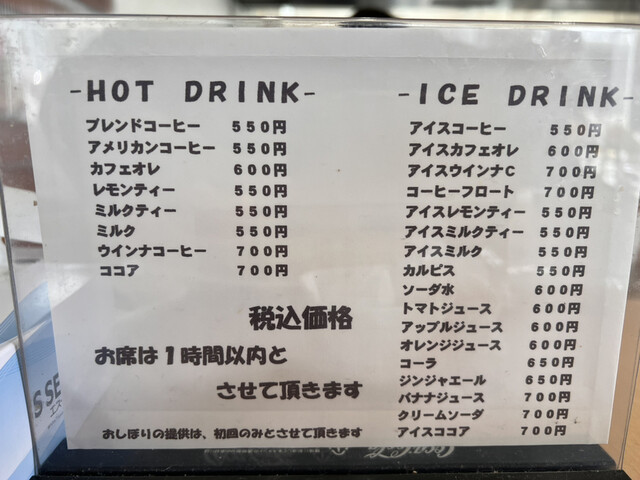 -HOT DRINK-
ブレンドコーヒー 550円
アメリカンコーヒー 550円
カフェオレ 600円
レモンティー 550円
ミルクティー 550円
ミルク 550円
ウインナコーヒー 700円
ココア 700円
税込価格
お席は1時間以内と
させて頂きます
おしぼりの提供は、初回のみとさせて頂きます
-ICE DRINK-
アイスコーヒー 550円
アイスカフェオレ 600円
アイスウインナC 700円
コーヒーフロート 700円
アイスレモンティー 550円
アイスミルクティー 550円
アイスミルク 550円
カルピス 550円
ソーダ水 600円
トマトジュース 600円
アップルジュース 600円
オレンジジュース 600円
コーラ 650円
ジンジャエール 650円
バナナジュース 700円
クリームソーダ 700円
アイスココア 700円
Coca-Cola